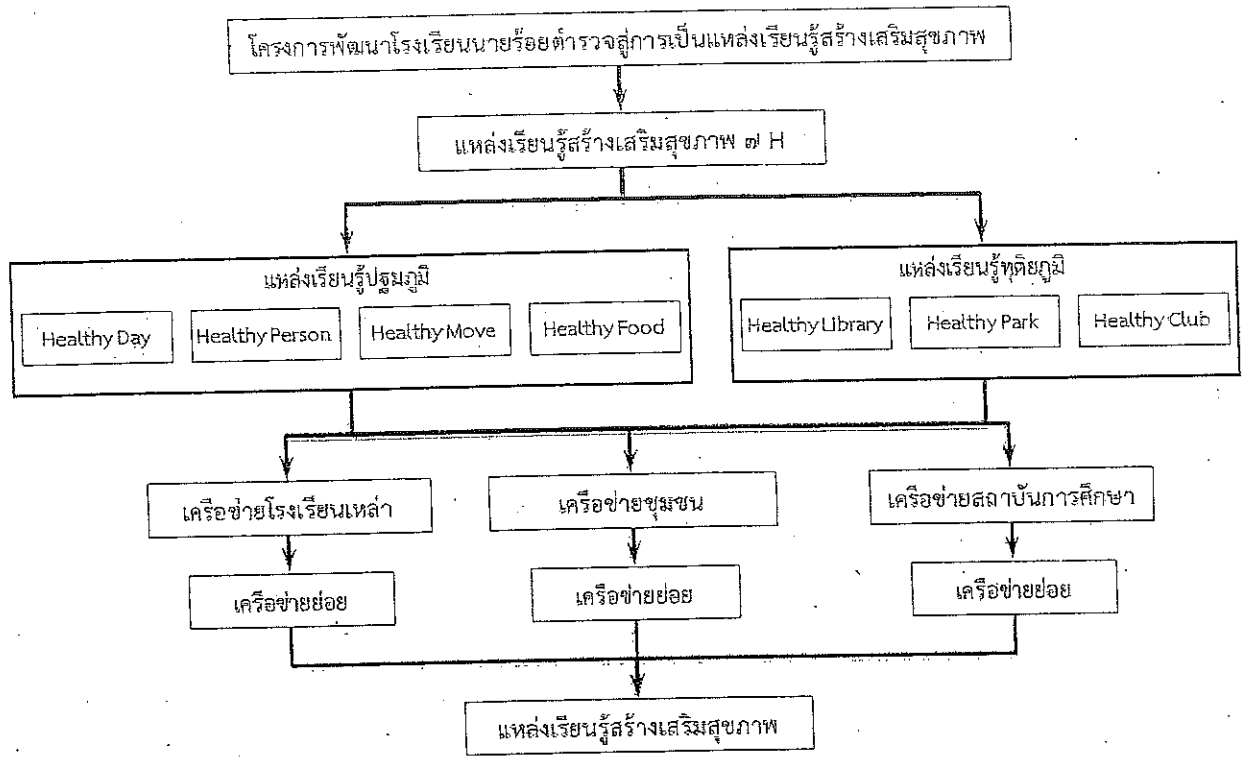 โครงการพัฒนาโรงเรียนนายร้อยตำรวจสู่การเป็นแหล่งเรียนรู้สร้างเสริมสุขภาพ
แหล่งเรียนรู้สร้างเสริมสุขภาพ ๗ H
แหล่งเรียนรู้ปฐมภูมิ
Healthy Day
Healthy Person
Healthy Move
Healthy Food
แหล่งเรียนรู้ทุติยภูมิ
Healthy Library
Healthy Park
Healthy Club
เครือข่ายโรงเรียนเหล่า
เครือข่ายชุมชน
เครือข่ายสถาบันการศึกษา
เครือข่ายย่อย
เครือข่ายย่อย
เครือข่ายย่อย
แหล่งเรียนรู้สร้างเสริมสุขภาพ